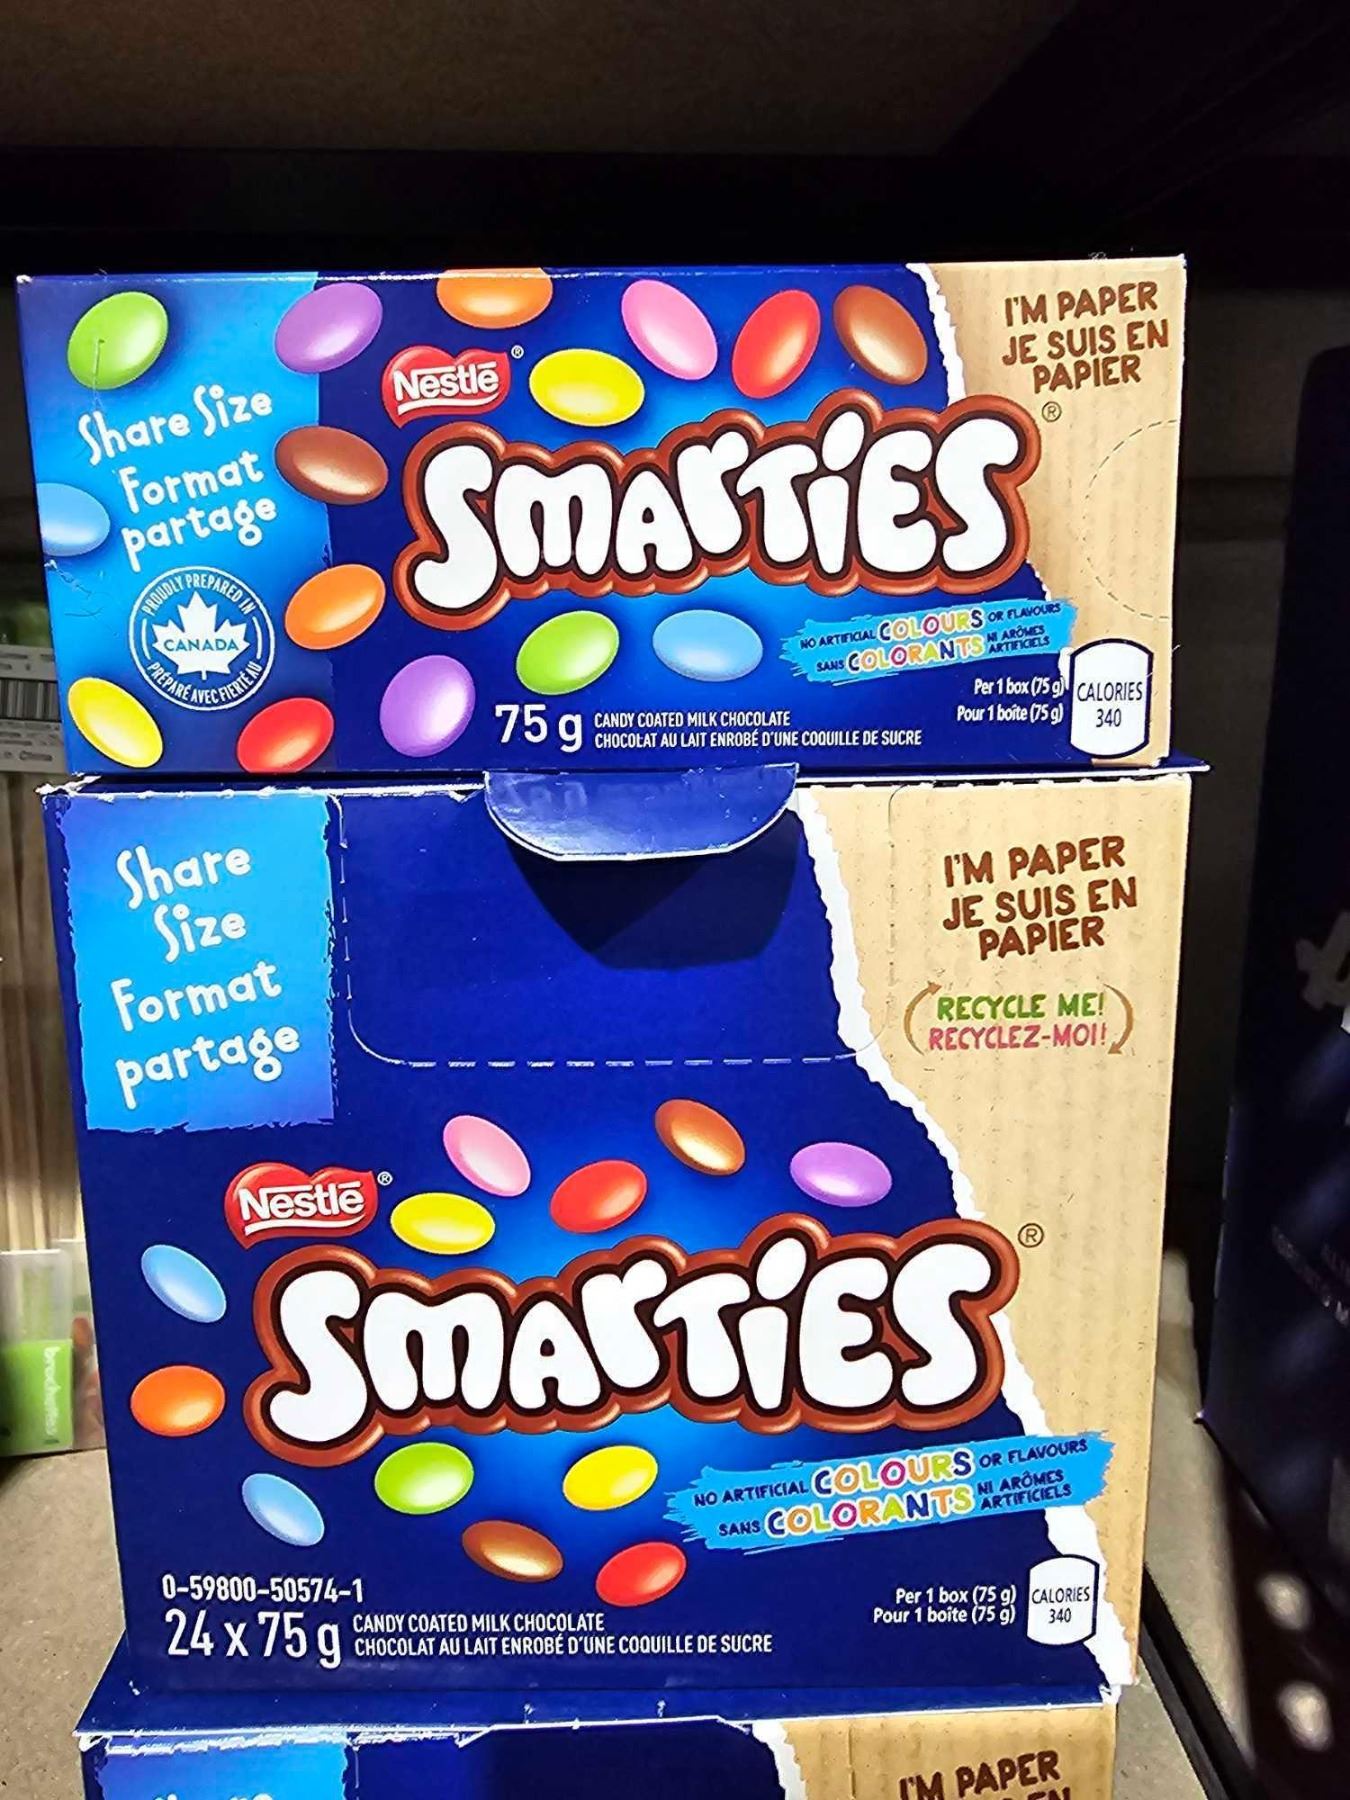 I'M PAPER
JE SUIS EN
PAPIER
Nestlé®
Share Size
Format
partage
SMARTIES®
PROUDLY PREPARED IN
CANADA
PRÉPARÉ AVEC FIERTÉ AU
NO ARTIFICIAL COLOURS OR FLAVOURS
SANS COLORANTS NI ARÔMES
ARTIFICIELS
75 g
CANDY COATED MILK CHOCOLATE
CHOCOLAT AU LAIT ENROBÉ D'UNE COQUILLE DE SUCRE
Per 1 box (75 g)
Pour 1 boîte (75 g)
CALORIES
340
Share
Size
Format
partage
I'M PAPER
JE SUIS EN
PAPIER
RECYCLE ME!
RECYCLEZ-MOI!
Nestlé®
SMARTIES®
NO ARTIFICIAL COLOURS OR FLAVOURS
SANS COLORANTS NI ARÔMES
ARTIFICIELS
0-59800-50574-1
24 x 75 g
CANDY COATED MILK CHOCOLATE
CHOCOLAT AU LAIT ENROBÉ D'UNE COQUILLE DE SUCRE
Per 1 box (75 g)
Pour 1 boîte (75 g)
CALORIES
340
brochettes
I'M PAPER